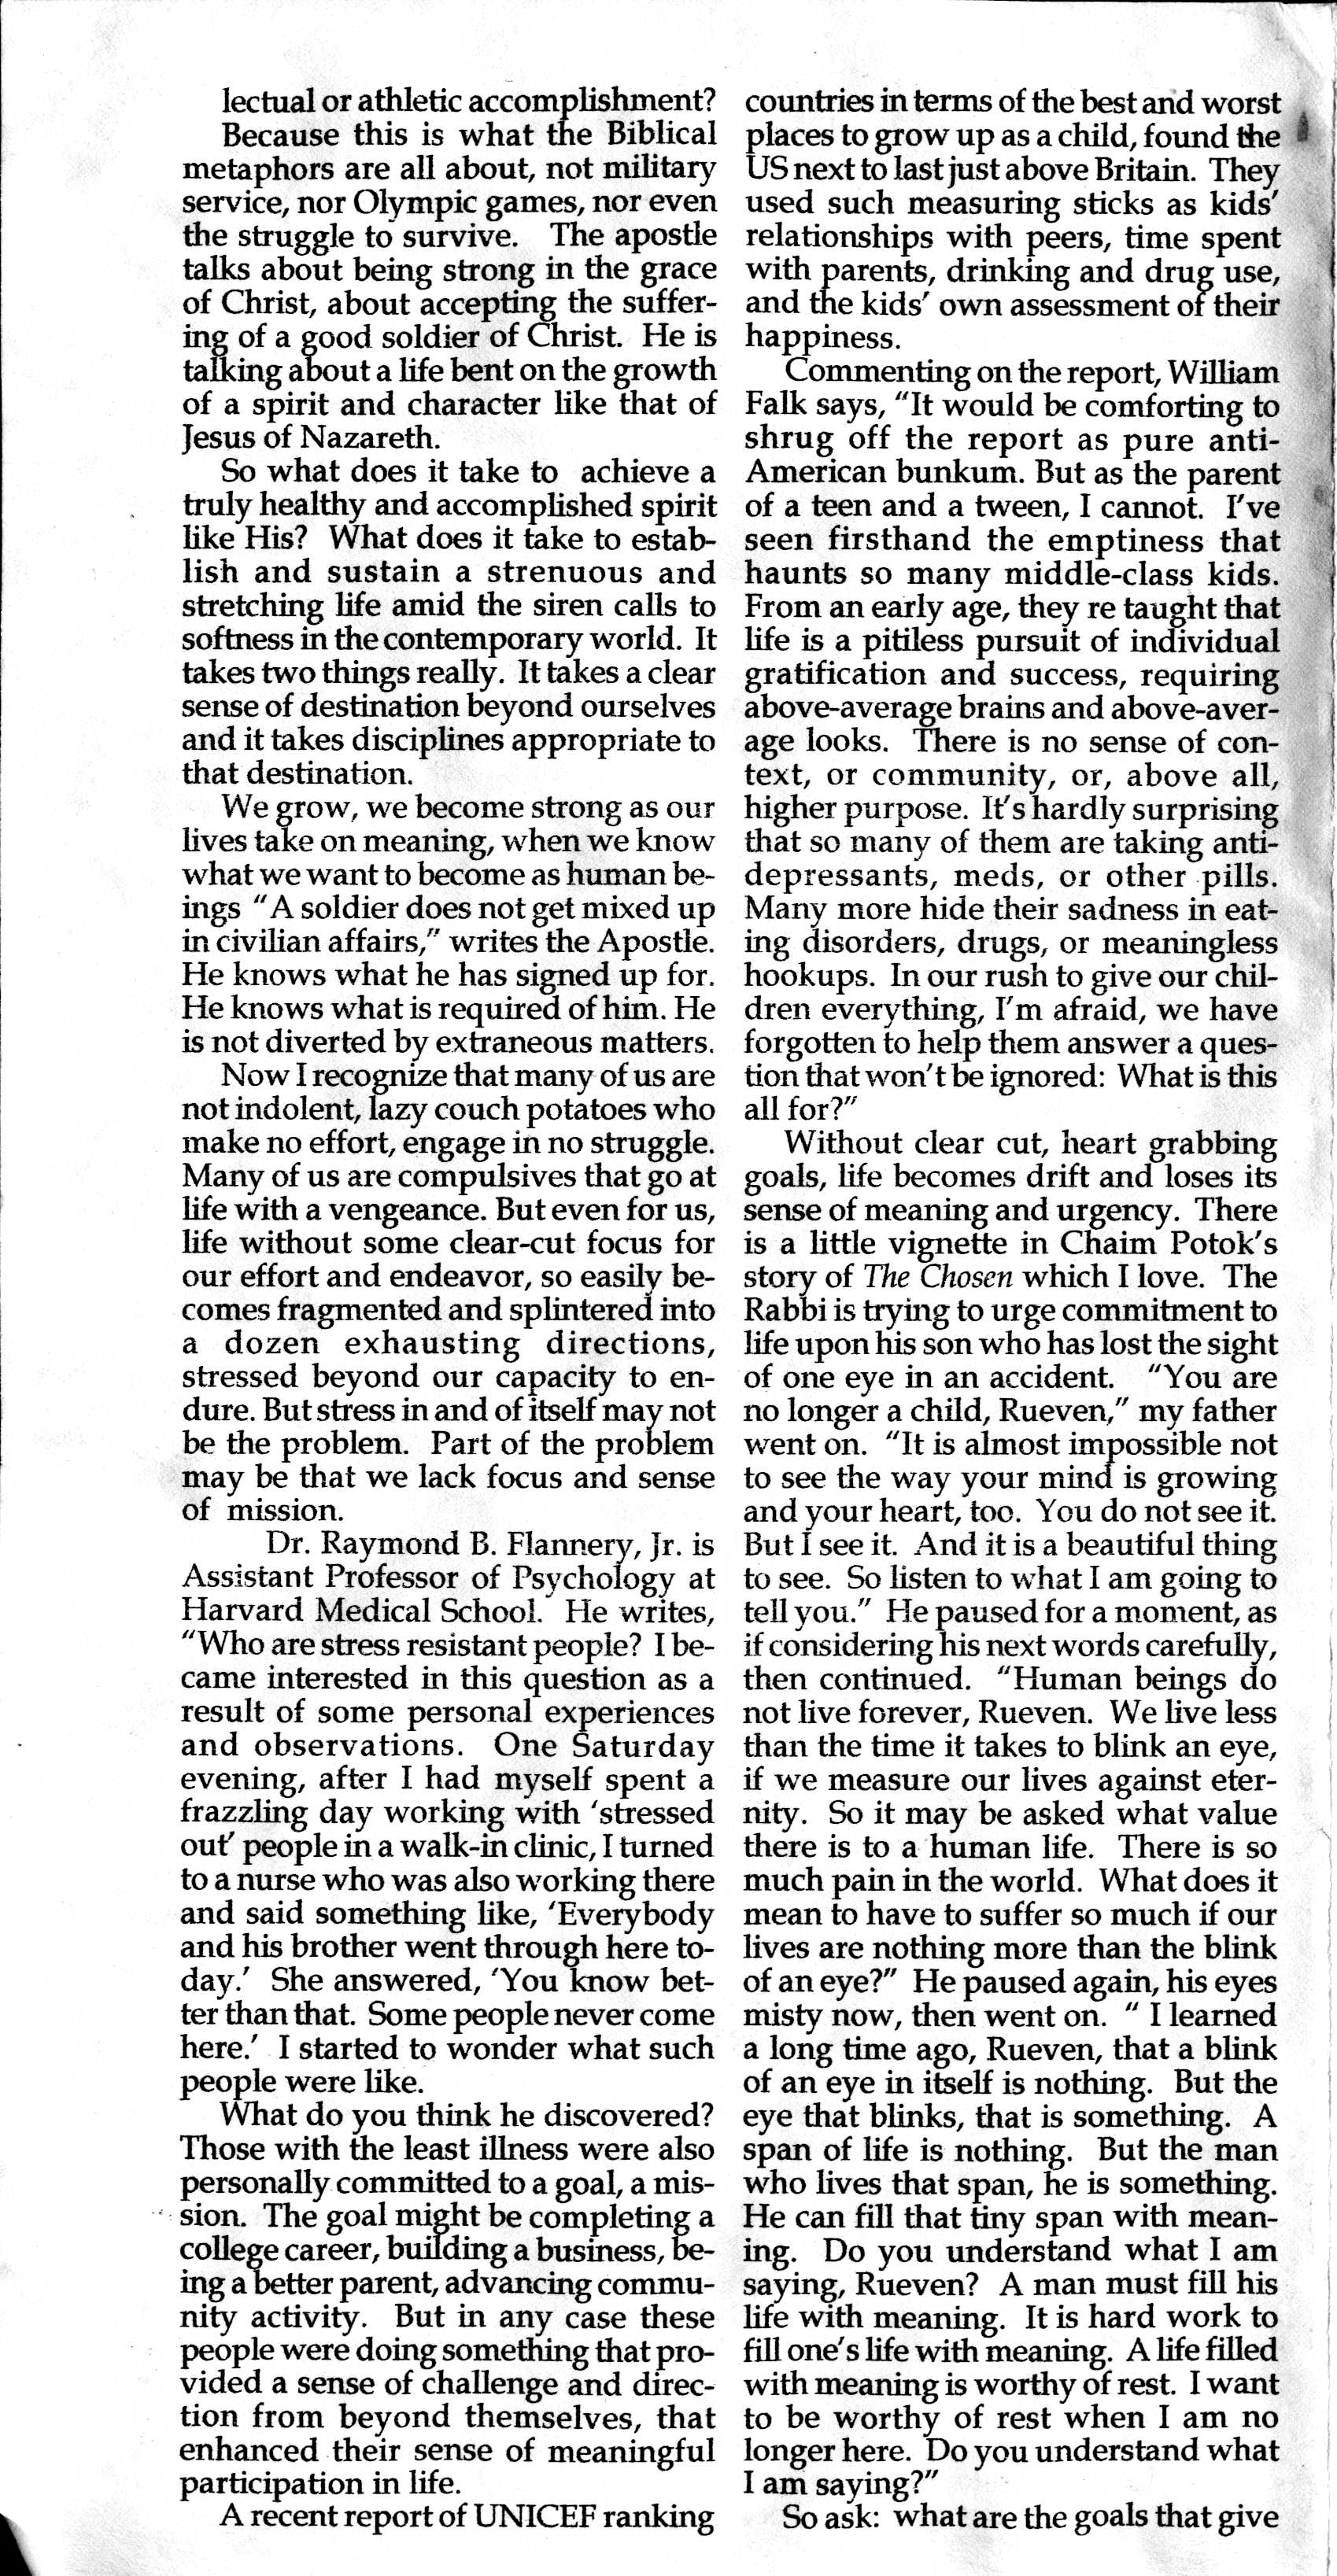 lectual or athletic accomplishment?
Because this is what the Biblical
metaphors are all about, not military
service, nor Olympic games, nor even
the struggle to survive. The apostle
talks about being strong in the grace
of Christ, about accepting the suffer-
ing of a good soldier of Christ. He is
talking about a life bent on the growth
of a spirit and character like that of
Jesus of Nazareth.
So what does it take to achieve a
truly healthy and accomplished spirit
like His? What does it take to estab-
lish and sustain a strenuous and
stretching life amid the siren calls to
softness in the contemporary world. It
takes two things really. It takes a clear
sense of destination beyond ourselves
and it takes disciplines appropriate to
that destination.
We grow, we become strong as our
lives take on meaning, when we know
what we want to become as human be-
ings "A soldier does not get mixed up
in civilian affairs," writes the Apostle.
He knows what he has signed up for.
He knows what is required of him. He
is not diverted by extraneous matters.
Now I recognize that many of us are
not indolent, lazy couch potatoes who
make no effort, engage in no struggle.
Many of us are compulsives that go at
life with a vengeance. But even for us,
life without some clear-cut focus for
our effort and endeavor, so easily be-
comes fragmented and splintered into
a dozen exhausting directions,
stressed beyond our capacity to en-
dure. But stress in and of itself may not
be the problem. Part of the problem
may be that we lack focus and sense
of mission.
Dr. Raymond B. Flannery, Jr. is
Assistant Professor of Psychology at
Harvard Medical School. He writes,
"Who are stress resistant people? I be-
came interested in this question as a
result of some personal experiences
and observations. One Saturday
evening, after I had myself spent a
frazzling day working with 'stressed
out' people in a walk-in clinic, I turned
to a nurse who was also working there
and said something like, 'Everybody
and his brother went through here to-
day.' She answered, 'You know bet-
ter than that. Some people never come
here.' I started to wonder what such
people were like.
What do you think he discovered?
Those with the least illness were also
personally committed to a goal, a mis-
sion. The goal might be completing a
college career, building a business, be-
ing a better parent, advancing commu-
nity activity. But in any case these
people were doing something that pro-
vided a sense of challenge and direc-
tion from beyond themselves, that
enhanced their sense of meaningful
participation in life.
A recent report of UNICEF ranking
countries in terms of the best and worst
places to grow up as a child, found the
US next to last just above Britain. They
used such measuring sticks as kids'
relationships with peers, time spent
with parents, drinking and drug use,
and the kids' own assessment of their
happiness.
Commenting on the report, William
Falk says, "It would be comforting to
shrug off the report as pure anti-
American bunkum. But as the parent
of a teen and a tween, I cannot. I've
seen firsthand the emptiness that
haunts so many middle-class kids.
From an early age, they re taught that
life is a pitiless pursuit of individual
gratification and success, requiring
above-average brains and above-aver-
age looks. There is no sense of con-
text, or community, or, above all,
higher purpose. It's hardly surprising
that so many of them are taking anti-
depressants, meds, or other pills.
Many more hide their sadness in eat-
ing disorders, drugs, or meaningless
hookups. In our rush to give our chil-
dren everything, I'm afraid, we have
forgotten to help them answer a ques-
tion that won't be ignored: What is this
all for?"
Without clear cut, heart grabbing
goals, life becomes drift and loses its
sense of meaning and urgency. There
is a little vignette in Chaim Potok's
story of The Chosen which I love. The
Rabbi is trying to urge commitment to
life upon his son who has lost the sight
of one eye in an accident. "You are
no longer a child, Rueven," my father
went on. "It is almost impossible not
to see the way your mind is growing
and your heart, too. You do not see it.
But I see it. And it is a beautiful thing
to see. So listen to what I am going to
tell you." He paused for a moment, as
if considering his next words carefully,
then continued. "Human beings do
not live forever, Rueven. We live less
than the time it takes to blink an eye,
if we measure our lives against eter-
nity. So it may be asked what value
there is to a human life. There is so
much pain in the world. What does it
mean to have to suffer so much if our
lives are nothing more than the blink
of an eye?" He paused again, his eyes
misty now, then went on. " I learned
a long time ago, Rueven, that a blink
of an eye in itself is nothing. But the
eye that blinks, that is something. A
span of life is nothing. But the man
who lives that span, he is something.
He can fill that tiny span with mean-
ing. Do you understand what I am
saying, Rueven? A man must fill his
life with meaning. It is hard work to
fill one's life with meaning. A life filled
with meaning is worthy of rest. I want
to be worthy of rest when I am no
longer here. Do you understand what
I am saying?"
So ask: what are the goals that give